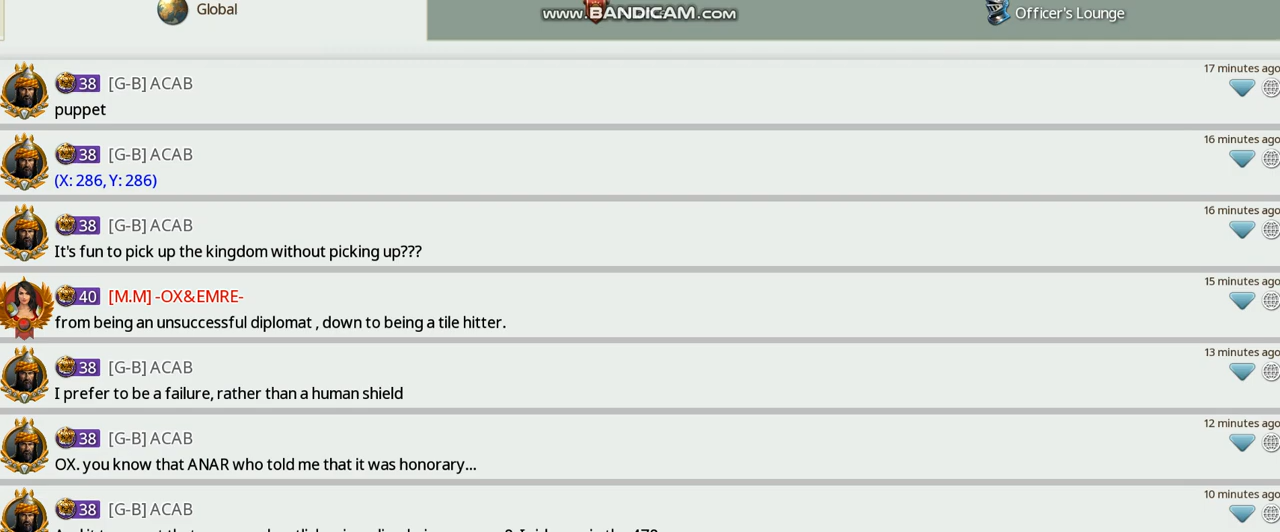 Global
www.BANDICAM.com
Officer's Lounge
17 minutes ago
38 [G-B] ACAB
puppet
16 minutes ago
38 [G-B] ACAB
(X: 286, Y: 286)
16 minutes ago
38 [G-B] ACAB
It's fun to pick up the kingdom without picking up???
15 minutes ago
40 [M.M] -OX&EMRE-
from being an unsuccessful diplomat , down to being a tile hitter.
13 minutes ago
38 [G-B] ACAB
I prefer to be a failure, rather than a human shield
12 minutes ago
38 [G-B] ACAB
OX. you know that ANAR who told me that it was honorary...
10 minutes ago
38 [G-B] ACAB